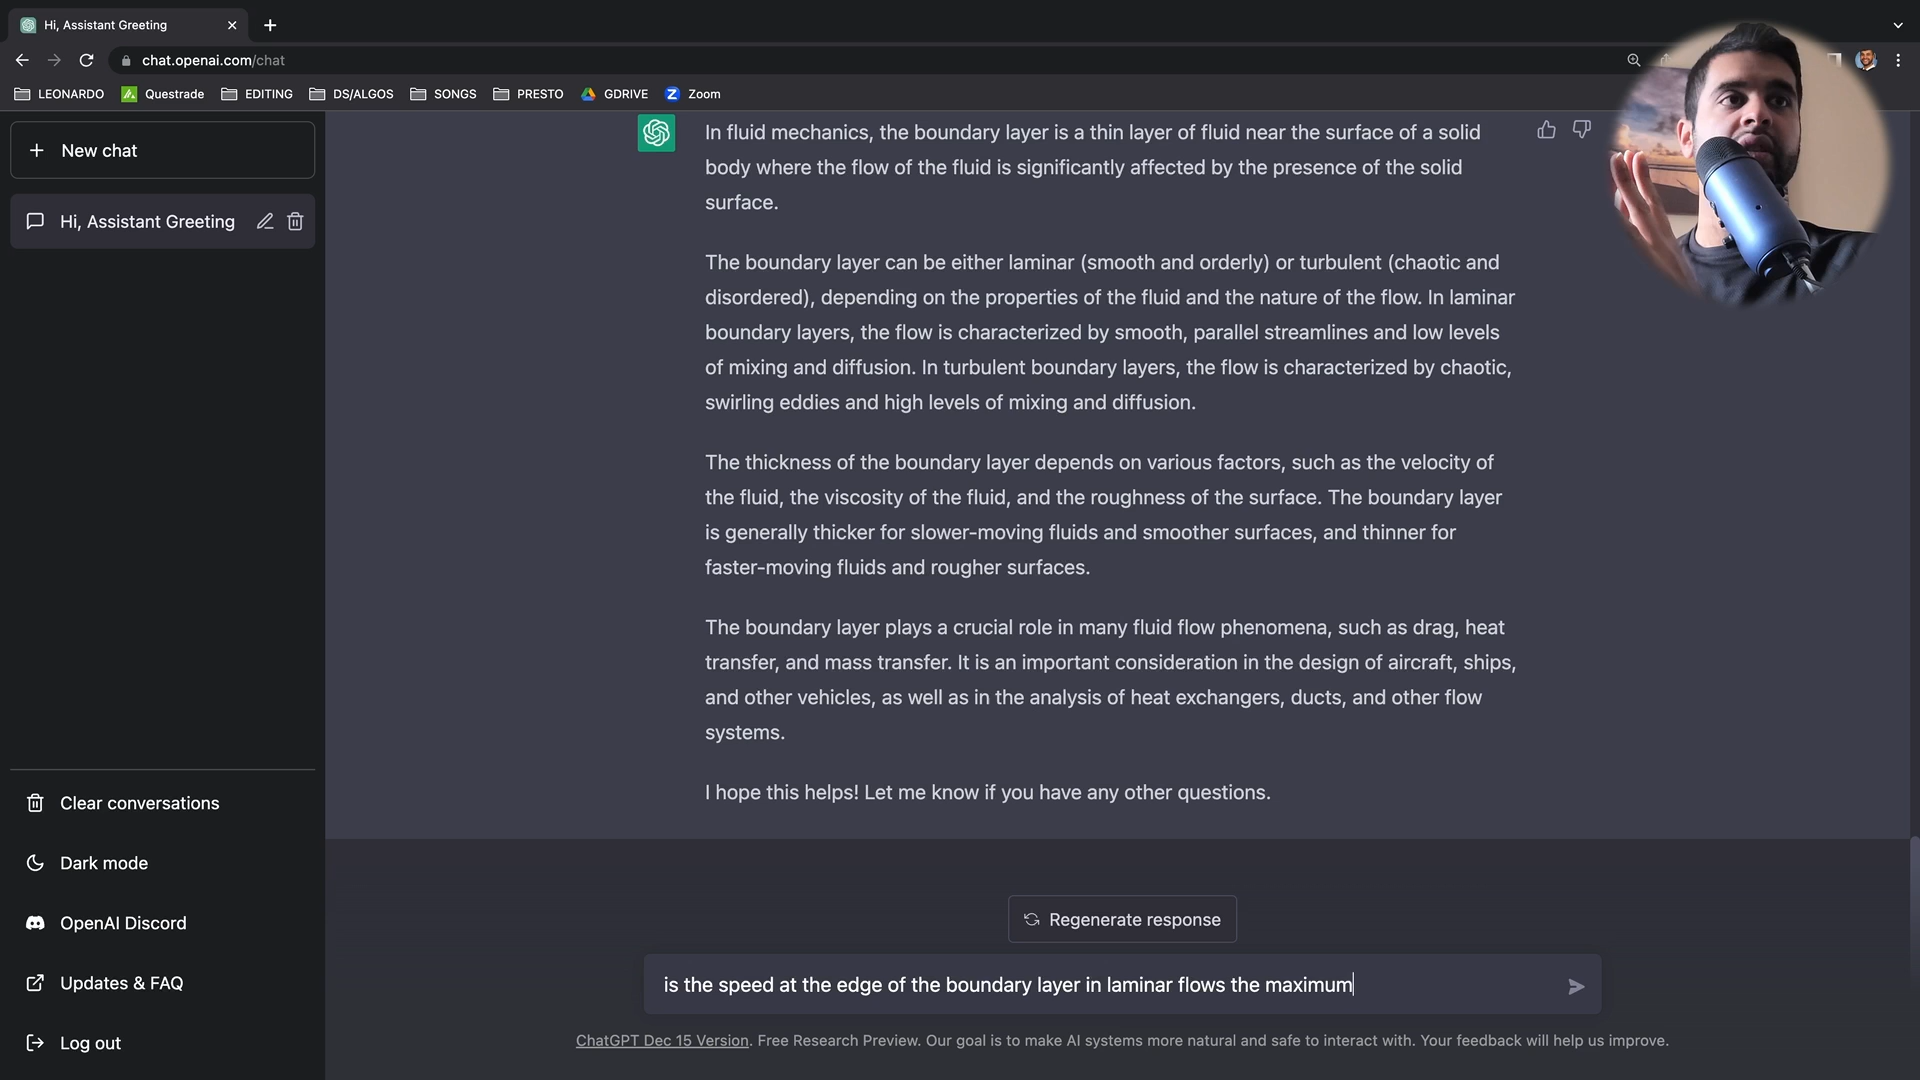 Hi, Assistant Greeting
chat.openai.com/chat
LEONARDO
Questrade
EDITING
DS/ALGOS
SONGS
PRESTO
GDRIVE
Zoom
New chat
Hi, Assistant Greeting
In fluid mechanics, the boundary layer is a thin layer of fluid near the surface of a solid
body where the flow of the fluid is significantly affected by the presence of the solid
surface.
The boundary layer can be either laminar (smooth and orderly) or turbulent (chaotic and
disordered), depending on the properties of the fluid and the nature of the flow. In laminar
boundary layers, the flow is characterized by smooth, parallel streamlines and low levels
of mixing and diffusion. In turbulent boundary layers, the flow is characterized by chaotic,
swirling eddies and high levels of mixing and diffusion.
The thickness of the boundary layer depends on various factors, such as the velocity of
the fluid, the viscosity of the fluid, and the roughness of the surface. The boundary layer
is generally thicker for slower-moving fluids and smoother surfaces, and thinner for
faster-moving fluids and rougher surfaces.
The boundary layer plays a crucial role in many fluid flow phenomena, such as drag, heat
transfer, and mass transfer. It is an important consideration in the design of aircraft, ships,
and other vehicles, as well as in the analysis of heat exchangers, ducts, and other flow
systems.
I hope this helps! Let me know if you have any other questions.
Clear conversations
Dark mode
OpenAI Discord
Updates & FAQ
Log out
Regenerate response
is the speed at the edge of the boundary layer in laminar flows the maximum
ChatGPT Dec 15 Version. Free Research Preview. Our goal is to make AI systems more natural and safe to interact with. Your feedback will help us improve.